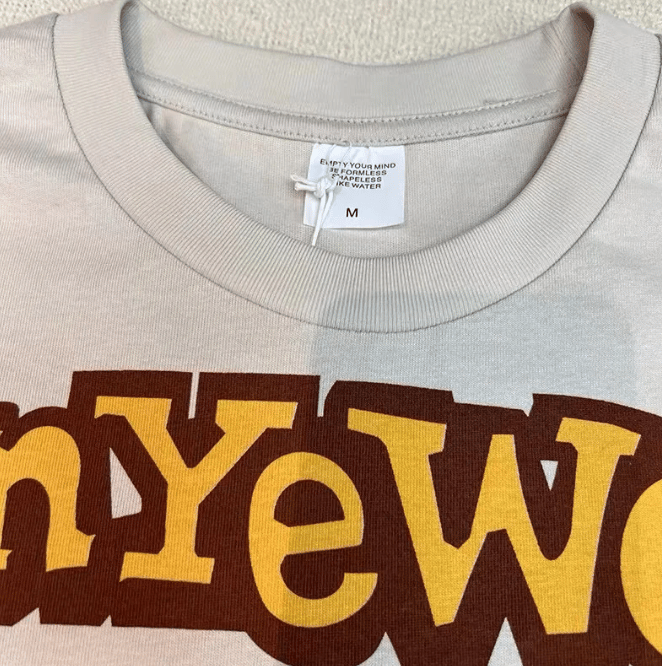 EMPTY YOUR MIND
BE FORMLESS
SHAPELESS
LIKE WATER
M
nYeW